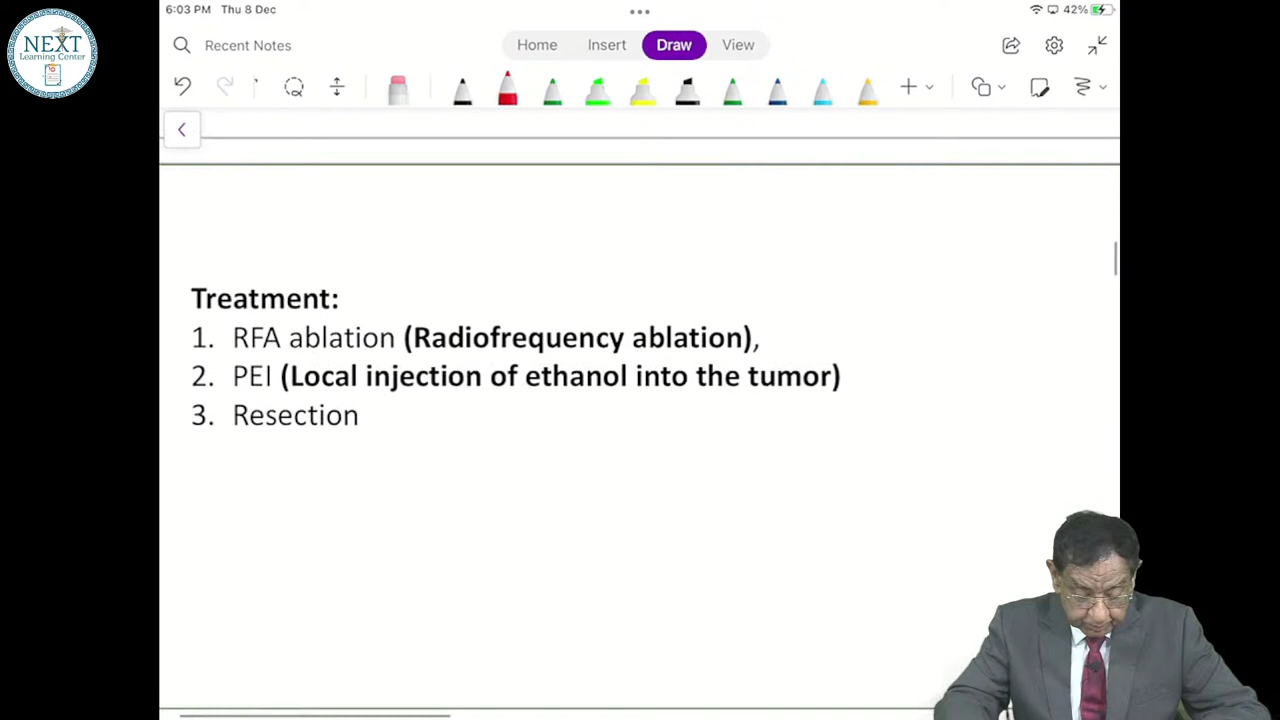 6:03 PM Thu 8 Dec
42%
NEXT
Learning Center
Recent Notes
Home Insert Draw View
Treatment:
1. RFA ablation (Radiofrequency ablation),
2. PEI (Local injection of ethanol into the tumor)
3. Resection